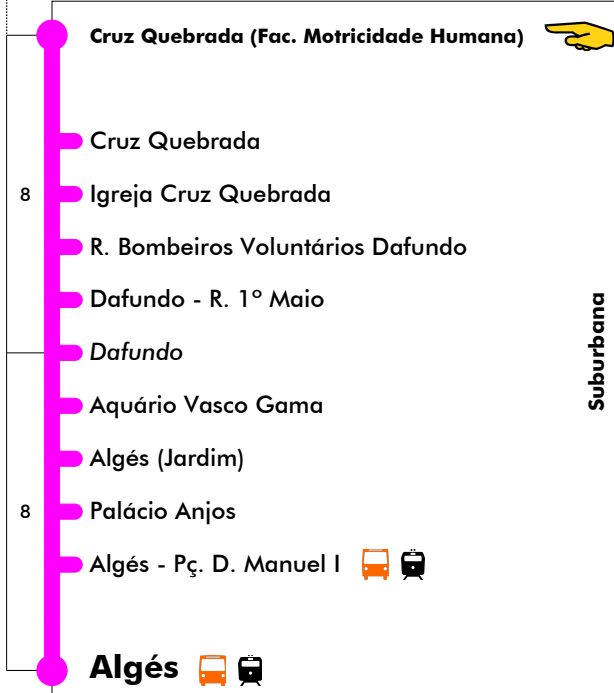 Cruz Quebrada (Fac. Motricidade Humana)
Cruz Quebrada
8
Igreja Cruz Quebrada
R. Bombeiros Voluntários Dafundo
Dafundo - R. 1º Maio
Suburbana
Dafundo
Aquário Vasco Gama
Algés (Jardim)
8
Palácio Anjos
Algés - Pç. D. Manuel I
Algés